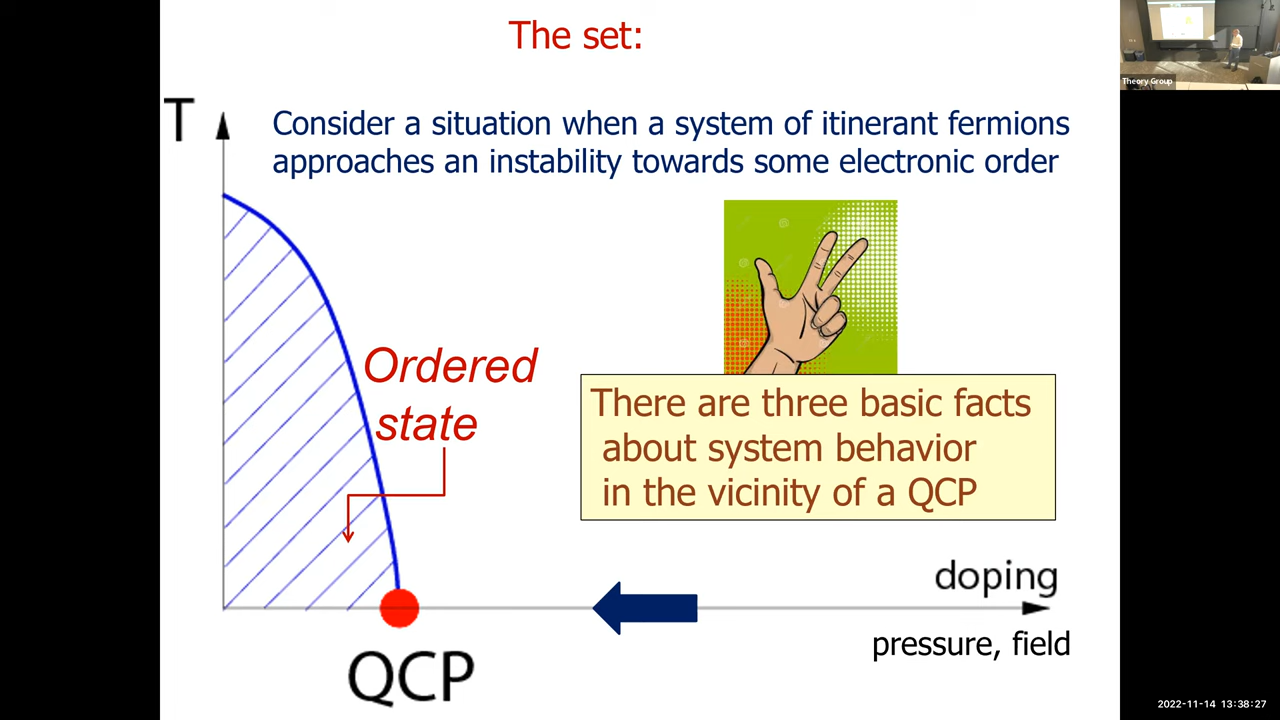 The set:
Theory Group
T
Consider a situation when a system of itinerant fermions
approaches an instability towards some electronic order
Ordered
state
There are three basic facts
about system behavior
in the vicinity of a QCP
doping
pressure, field
QCP
2022-11-14 13:38:27